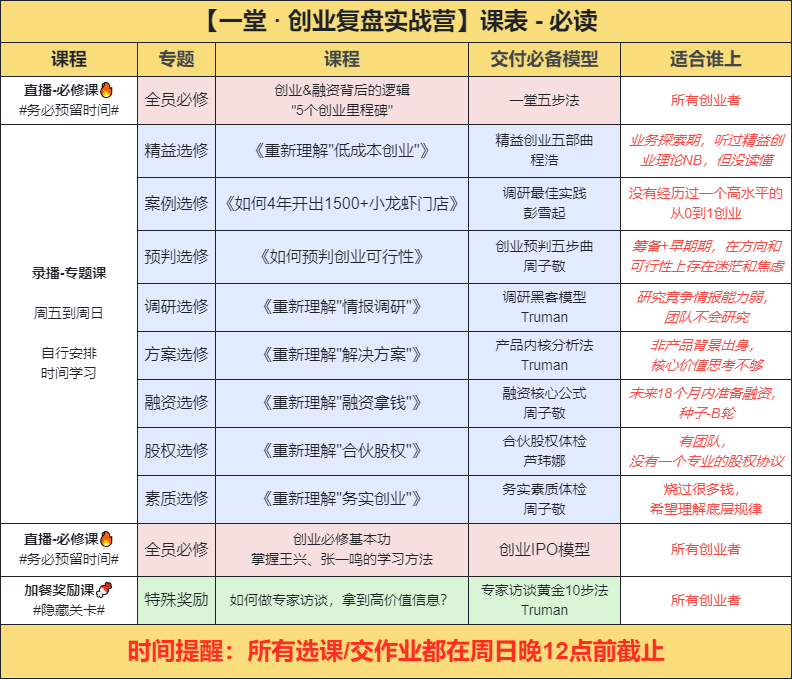 【一堂 · 创业复盘实战营】课表 - 必读
课程 专题 课程 交付必备模型 适合谁上
直播-必修课🔥
#务必预留时间#
全员必修
创业&融资背后的逻辑
"5个创业里程碑"
一堂五步法
所有创业者
录播-专题课
周五到周日
自行安排
时间学习
精益选修
《重新理解"低成本创业"》
精益创业五部曲
程浩
业务探索期，听过精益创
业理论NB，但没读懂
案例选修
《如何4年开出1500+小龙虾门店》
调研最佳实践
彭雪起
没有经历过一个高水平的
从0到1创业
预判选修
《如何预判创业可行性》
创业预判五步曲
周子敬
筹备+早期期，在方向和
可行性上存在迷茫和焦虑
调研选修
《重新理解"情报调研"》
调研黑客模型
Truman
研究竞争情报能力弱，
团队不会研究
方案选修
《重新理解"解决方案"》
产品内核分析法
Truman
非产品背景出身，
核心价值思考不够
融资选修
《重新理解"融资拿钱"》
融资核心公式
周子敬
未来18个月内准备融资，
种子-B轮
股权选修
《重新理解"合伙股权"》
合伙股权体检
芦玮娜
有团队，
没有一个专业的股权协议
素质选修
《重新理解"务实创业"》
务实素质体检
周子敬
烧过很多钱，
希望理解底层规律
直播-必修课🔥
#务必预留时间#
全员必修
创业必修基本功
掌握王兴、张一鸣的学习方法
创业IPO模型
所有创业者
加餐奖励课
#隐藏关卡#
特殊奖励
如何做专家访谈，拿到高价值信息？
专家访谈黄金10步法
Truman
所有创业者
时间提醒：所有选课/交作业都在周日晚12点前截止